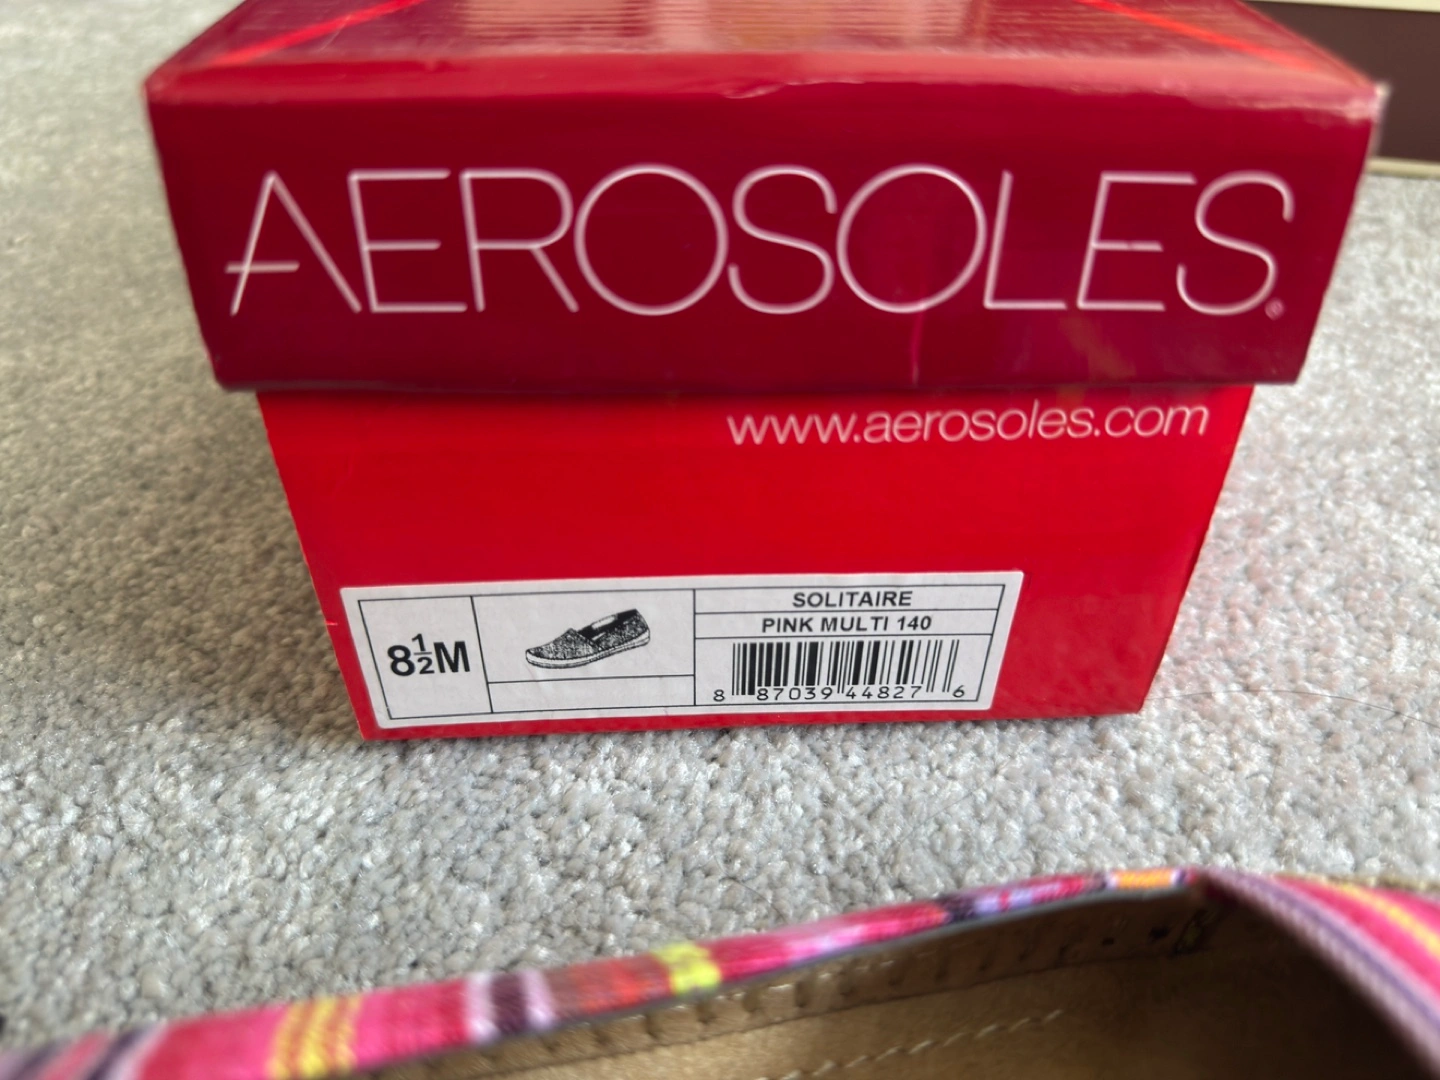 AEROSOLES®
www.aerosoles.com
8½M
SOLITAIRE
PINK MULTI 140
8 87039 44827 6